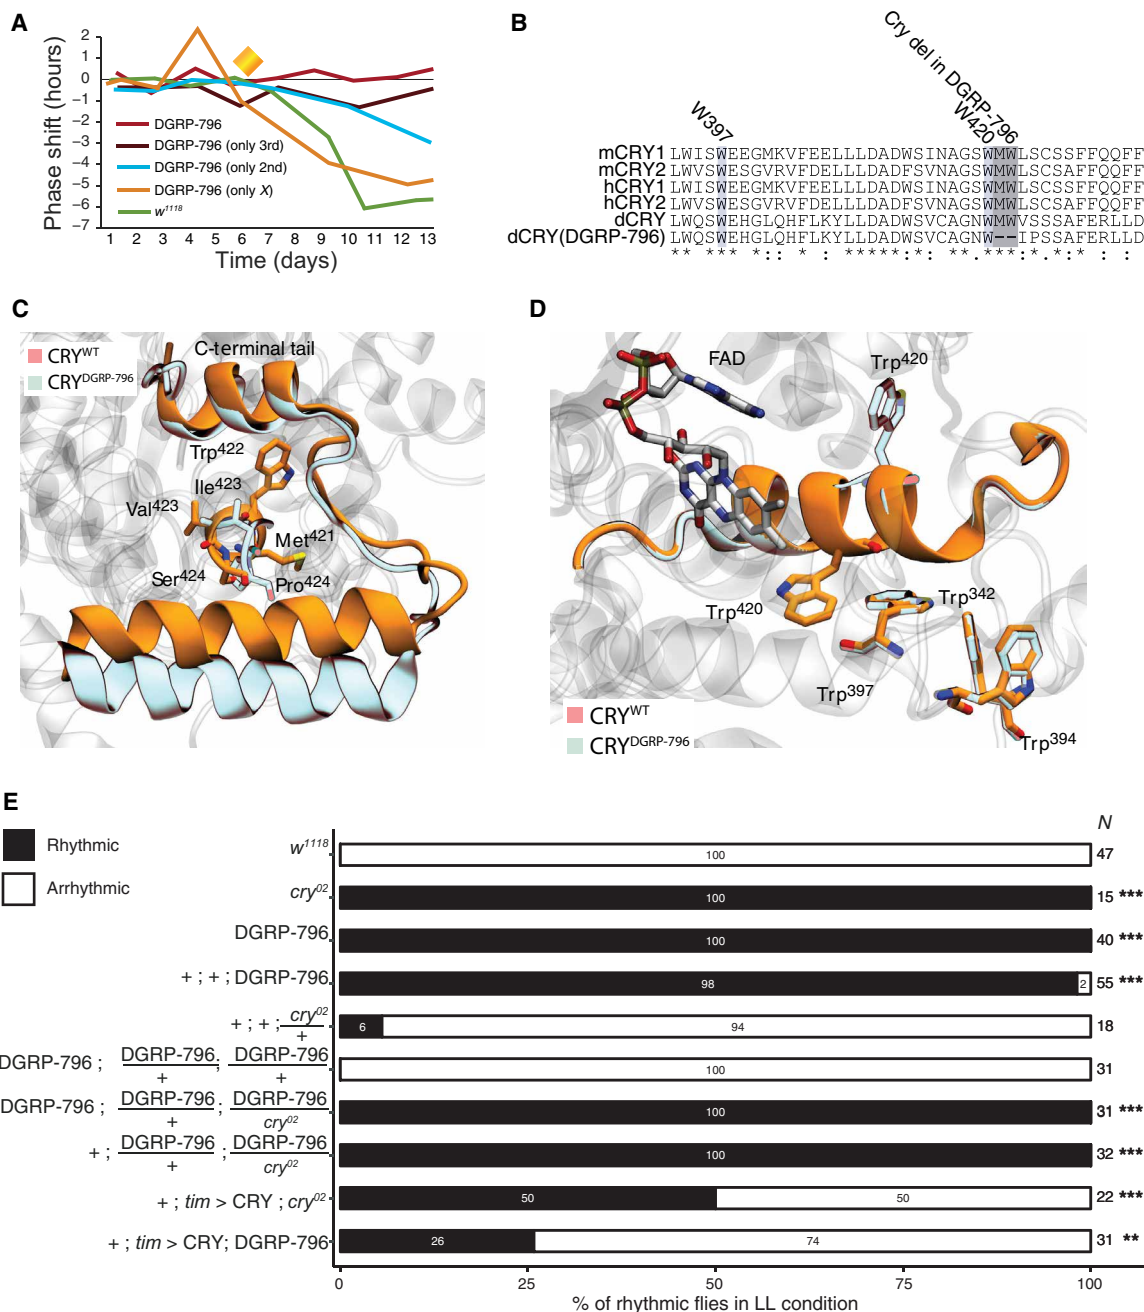 A
Phase shift (hours)
2
1
0
−1
−2
−3
−4
−5
−6
−7
DGRP-796
DGRP-796 (only 3rd)
DGRP-796 (only 2nd)
DGRP-796 (only X)
w1118
1 2 3 4 5 6 7 8 9 10 11 12 13
Time (days)
B
W397
W420
Cry del in DGRP-796
mCRY1 LWISWEEGMKVFEELLLDADWSINAGSWMWLSCSSFFQQFF
mCRY2 LWVSWESGVRVFDELLLDADFSVNAGSWMWLSCSAFFQQFF
hCRY1 LWISWEEGMKVFEELLLDADWSINAGSWMWLSCSSFFQQFF
hCRY2 LWVSWESGVRVFDELLLDADFSVNAGSWMWLSCSAFFQQFF
dCRY LWQSWEHGLQHFLKYLLDADWSVCAGNWMWVSSSAFERLLD
dCRY(DGRP-796) LWQSWEHGLQHFLKYLLDADWSVCAGNW--IPSSAFERLLD
C
CRYWT
CRYDGRP-796
C-terminal tail
Trp422
Ile423
Val423
Met421
Ser424
Pro424
D
FAD
Trp420
Trp420
Trp342
Trp397
Trp394
CRYWT
CRYDGRP-796
E
Rhythmic
Arrhythmic
N
w1118 100 47
cry02 100 15 ***
DGRP-796 100 40 ***
+ ; + ; DGRP-796 98 2 55 ***
+ ; + ; cry02/+ 6 94 18
DGRP-796 ; DGRP-796/+ ; DGRP-796/+ 100 31
DGRP-796 ; DGRP-796/+ ; DGRP-796/cry02 100 31 ***
+ ; DGRP-796/+ ; DGRP-796/cry02 100 32 ***
+ ; tim > CRY ; cry02 50 50 22 ***
+ ; tim > CRY; DGRP-796 26 74 31 **
0 25 50 75 100
% of rhythmic flies in LL condition